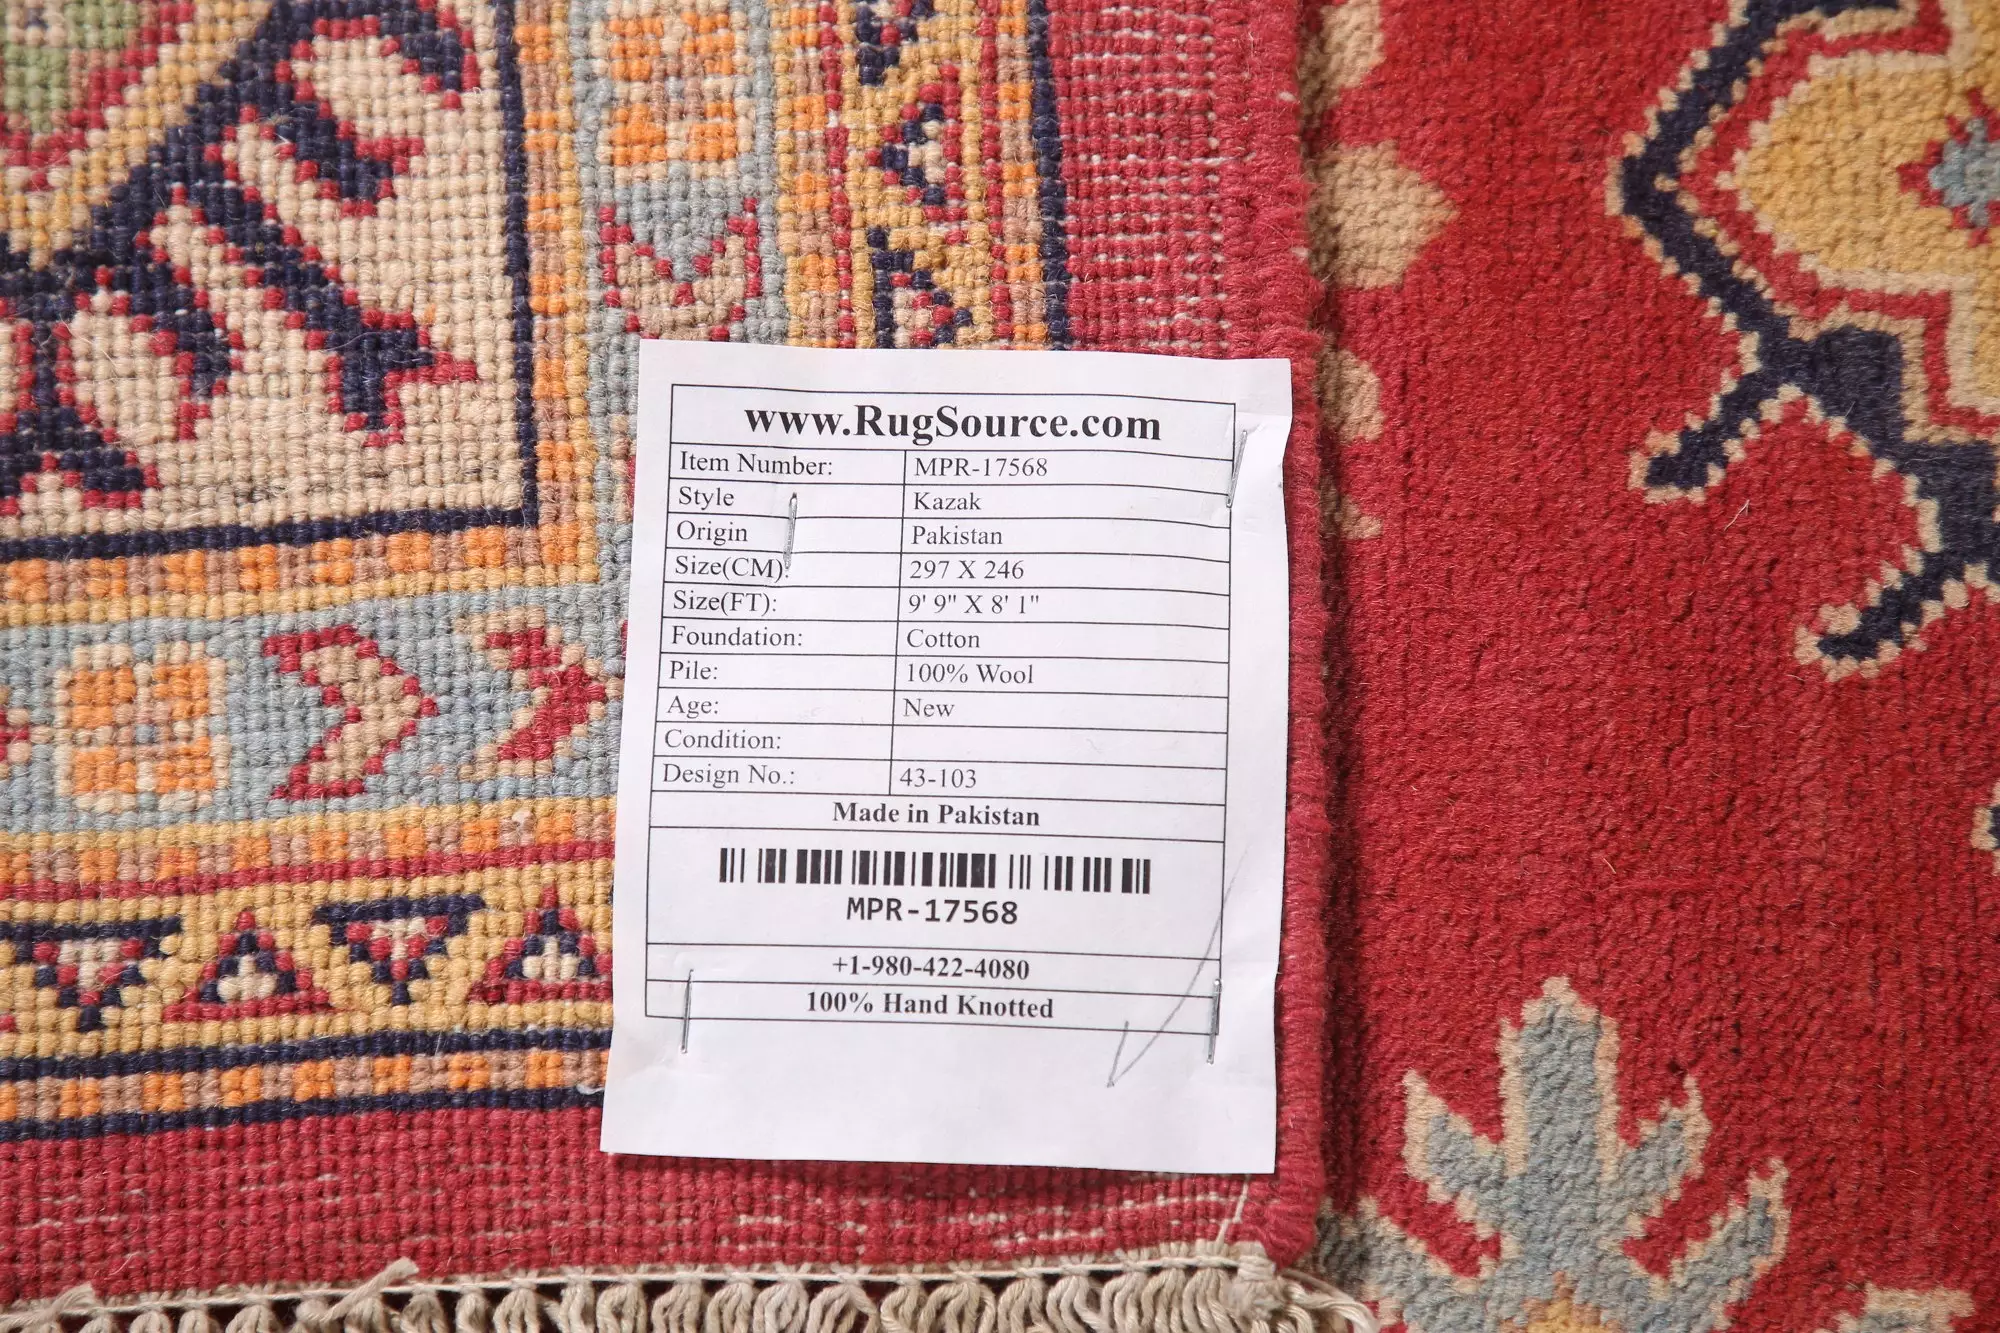 www.RugSource.com
Item Number: MPR-17568
Style Kazak
Origin Pakistan
Size(CM): 297 X 246
Size(FT): 9' 9" X 8' 1"
Foundation: Cotton
Pile: 100% Wool
Age: New
Condition:
Design No.: 43-103
Made in Pakistan
MPR-17568
+1-980-422-4080
100% Hand Knotted